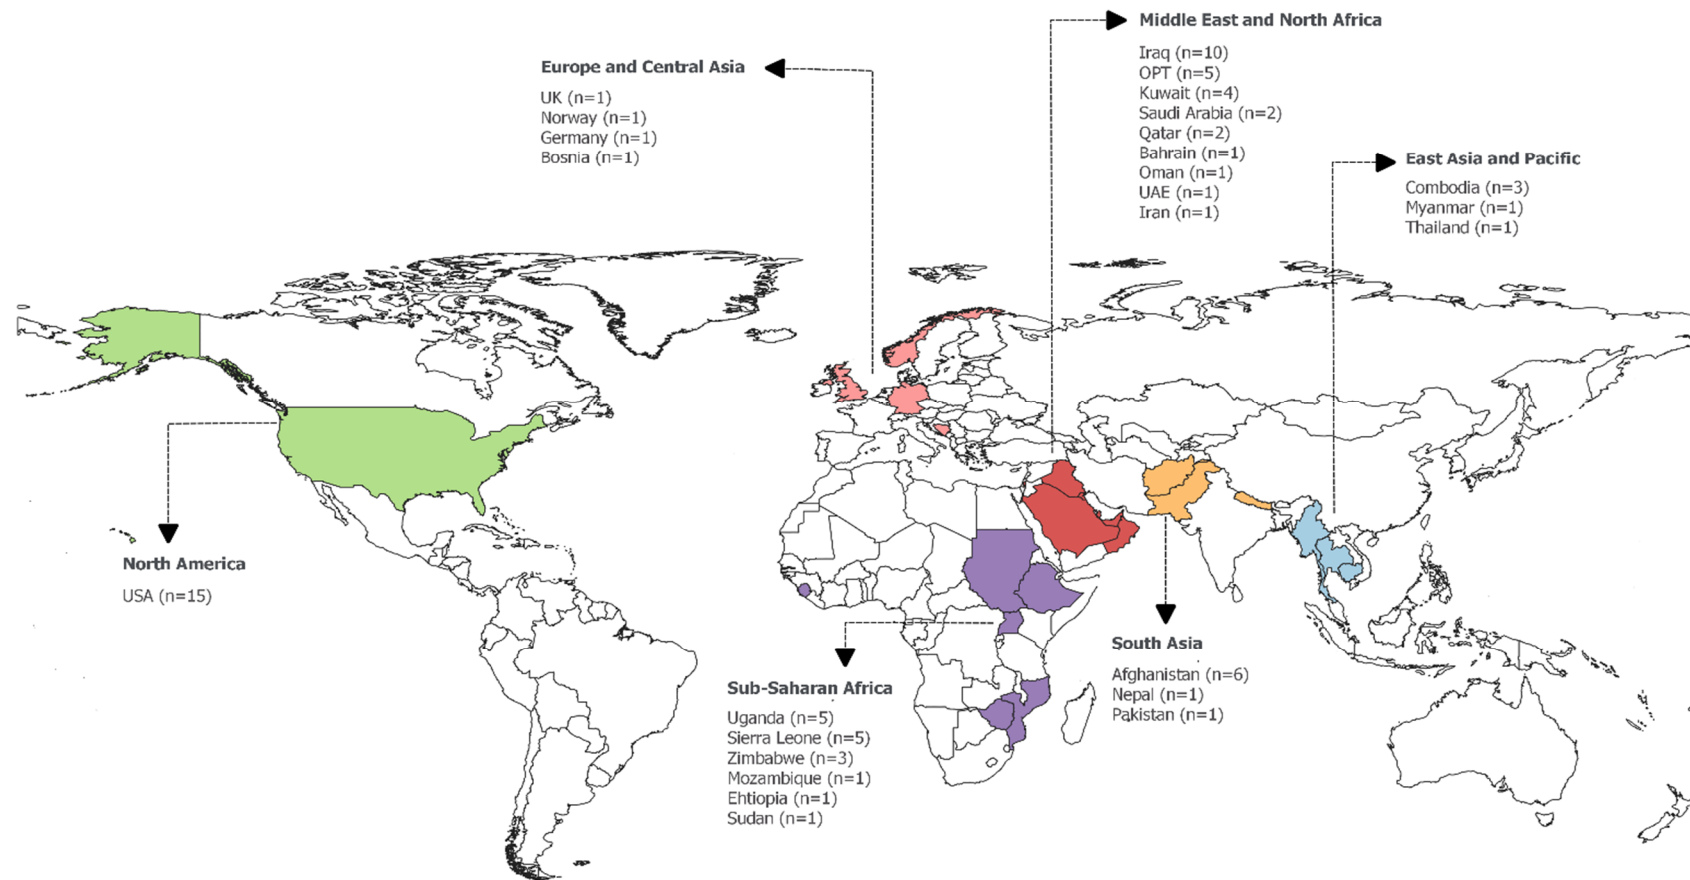 Middle East and North Africa
Iraq (n=10)
OPT (n=5)
Kuwait (n=4)
Saudi Arabia (n=2)
Qatar (n=2)
Bahrain (n=1)
Oman (n=1)
UAE (n=1)
Iran (n=1)
Europe and Central Asia
UK (n=1)
Norway (n=1)
Germany (n=1)
Bosnia (n=1)
East Asia and Pacific
Combodia (n=3)
Myanmar (n=1)
Thailand (n=1)
North America
USA (n=15)
South Asia
Afghanistan (n=6)
Nepal (n=1)
Pakistan (n=1)
Sub-Saharan Africa
Uganda (n=5)
Sierra Leone (n=5)
Zimbabwe (n=3)
Mozambique (n=1)
Ehtiopia (n=1)
Sudan (n=1)